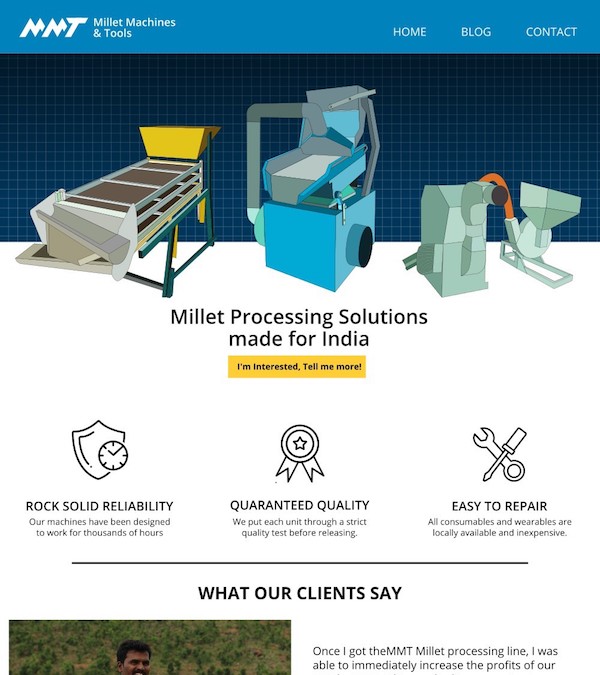 MMT Millet Machines
& Tools
HOME BLOG CONTACT
Millet Processing Solutions
made for India
I'm Interested, Tell me more!
ROCK SOLID RELIABILITY
Our machines have been designed
to work for thousands of hours
QUARANTEED QUALITY
We put each unit through a strict
quality test before releasing.
EASY TO REPAIR
All consumables and wearables are
locally available and inexpensive.
WHAT OUR CLIENTS SAY
Once I got theMMT Millet processing line, I was
able to immediately increase the profits of our